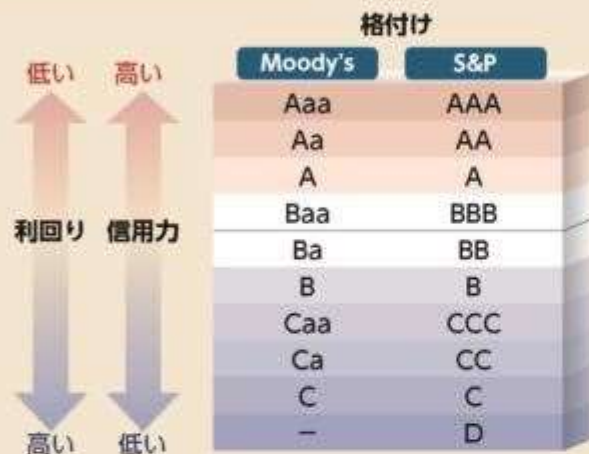 格付け
低い 高い Moody's S&P
Aaa AAA
Aa AA
A A
Baa BBB
利回り 信用力
Ba BB
B B
Caa CCC
Ca CC
C C
高い 低い – D